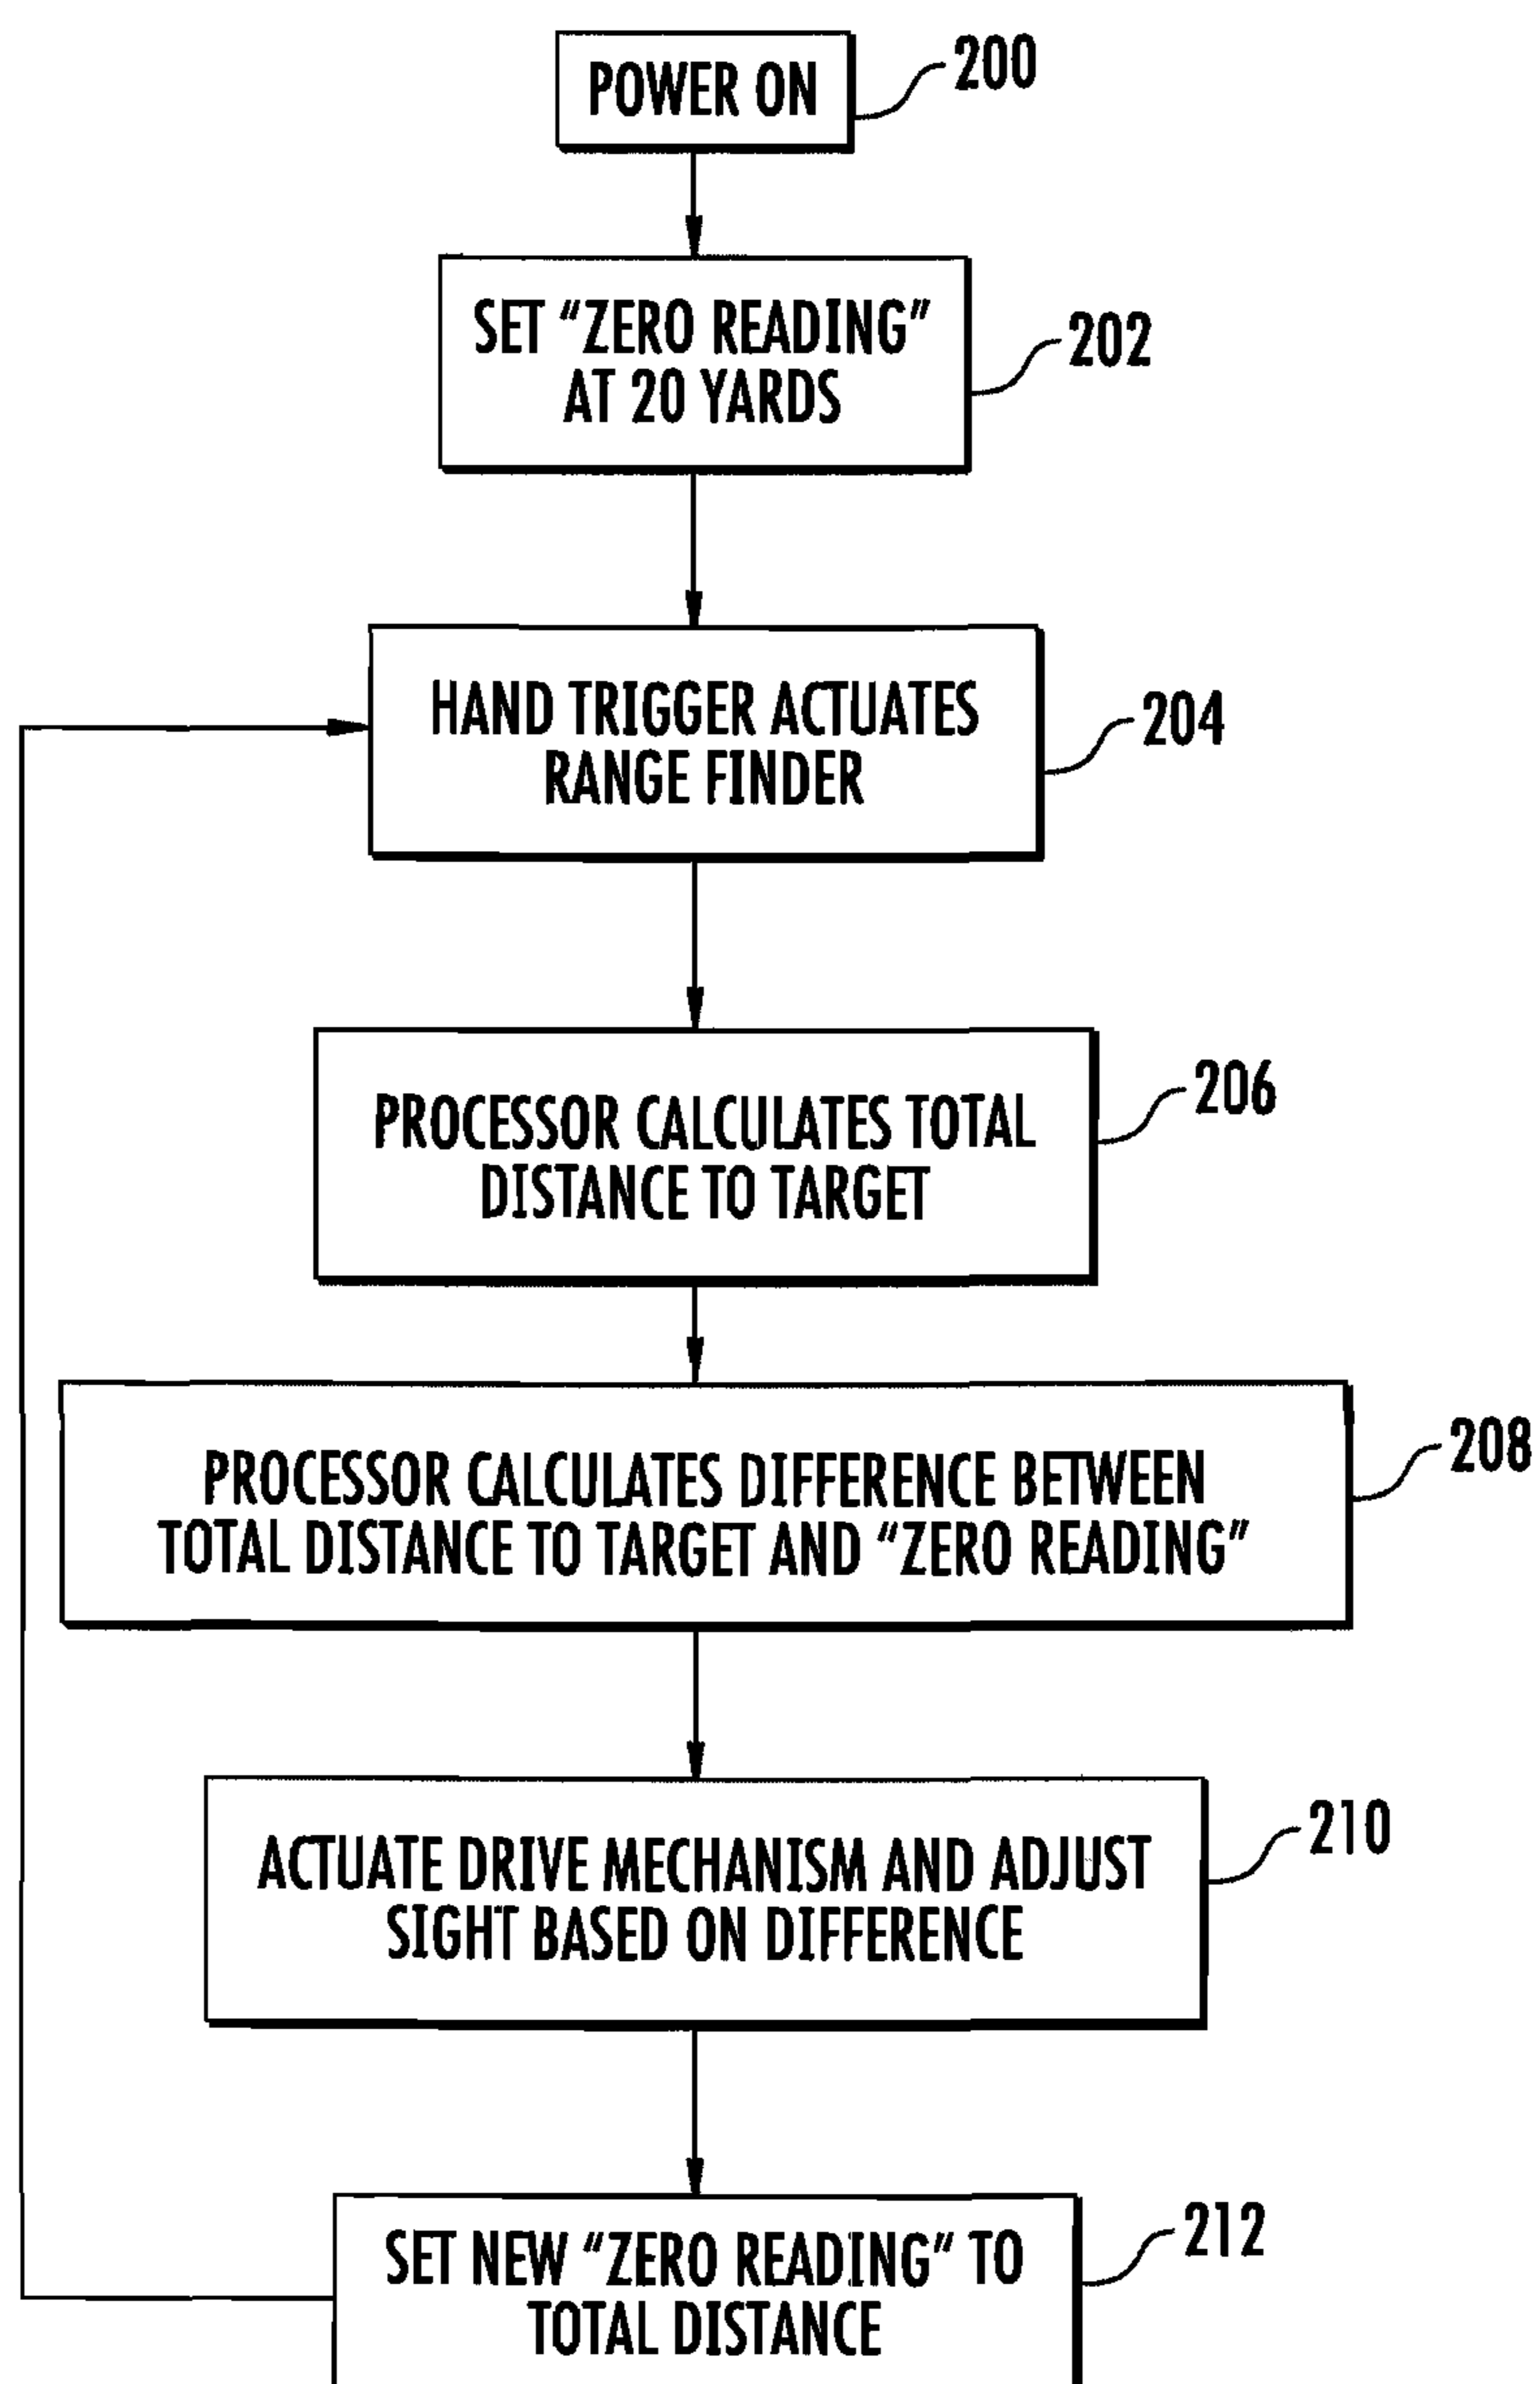 POWER ON
200
SET “ZERO READING”
AT 20 YARDS
202
HAND TRIGGER ACTUATES
RANGE FINDER
204
PROCESSOR CALCULATES TOTAL
DISTANCE TO TARGET
206
PROCESSOR CALCULATES DIFFERENCE BETWEEN
TOTAL DISTANCE TO TARGET AND “ZERO READING”
208
ACTUATE DRIVE MECHANISM AND ADJUST
SIGHT BASED ON DIFFERENCE
210
SET NEW “ZERO READING” TO
TOTAL DISTANCE
212